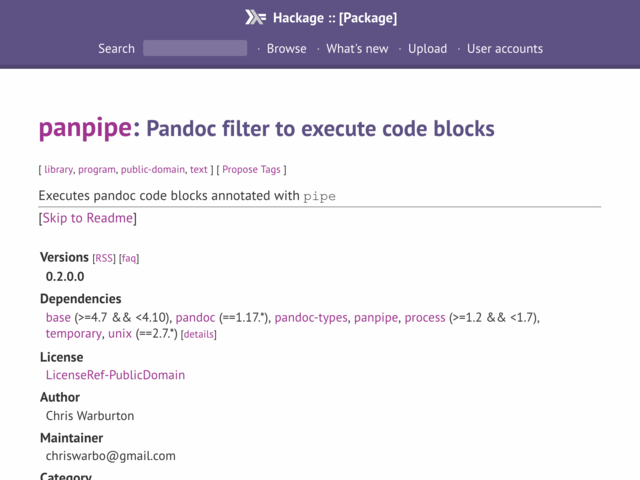 Hackage :: [Package]
Search · Browse · What's new · Upload · User accounts
panpipe: Pandoc filter to execute code blocks
[ library, program, public-domain, text ] [ Propose Tags ]
Executes pandoc code blocks annotated with pipe
[Skip to Readme]
Versions [RSS] [faq]
0.2.0.0
Dependencies
base (>=4.7 && <4.10), pandoc (==1.17.*), pandoc-types, panpipe, process (>=1.2 && <1.7),
temporary, unix (==2.7.*) [details]
License
LicenseRef-PublicDomain
Author
Chris Warburton
Maintainer
chriswarbo@gmail.com
Category